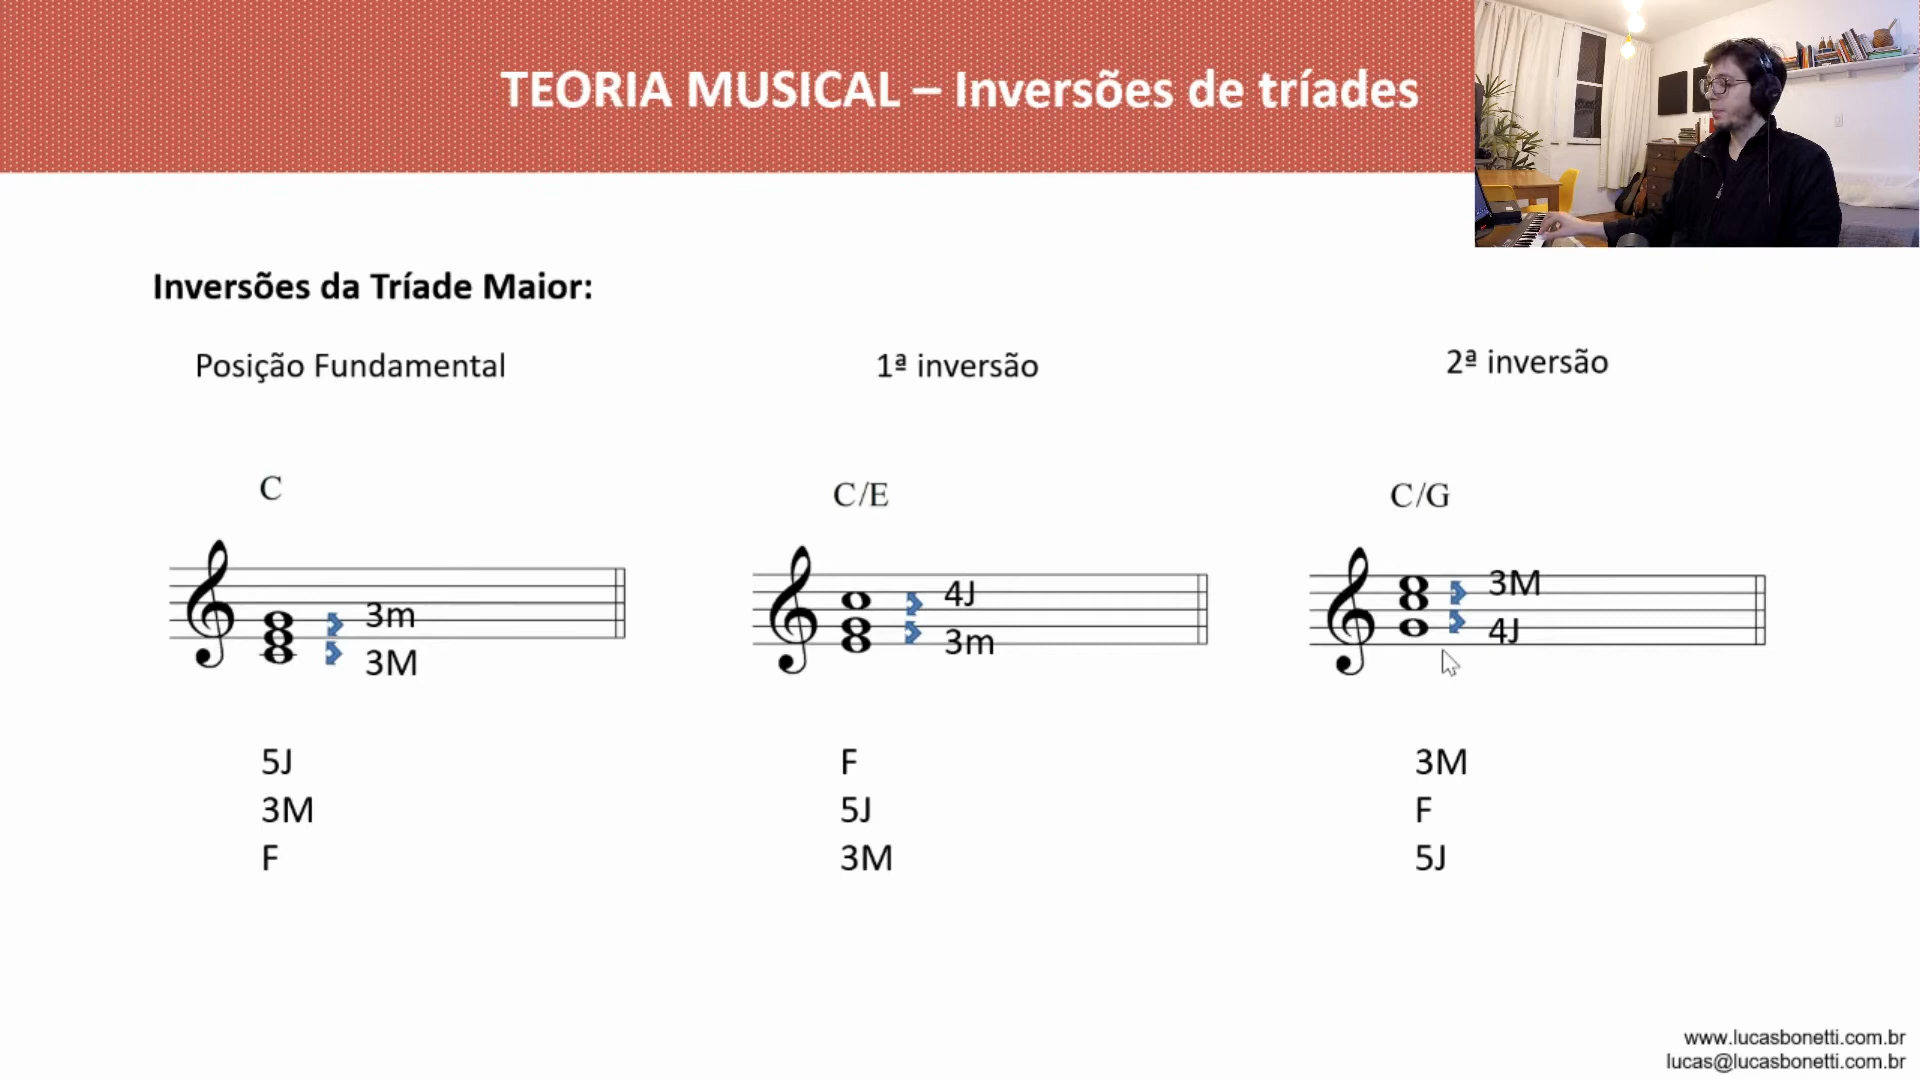 TEORIA MUSICAL – Inversões de tríades
Inversões da Tríade Maior:
Posição Fundamental
1ª inversão
2ª inversão
C
C/E
C/G
3m
3M
4J
3m
3M
4J
5J
3M
F
F
5J
3M
3M
F
5J
www.lucasbonetti.com.br
lucas@lucasbonetti.com.br